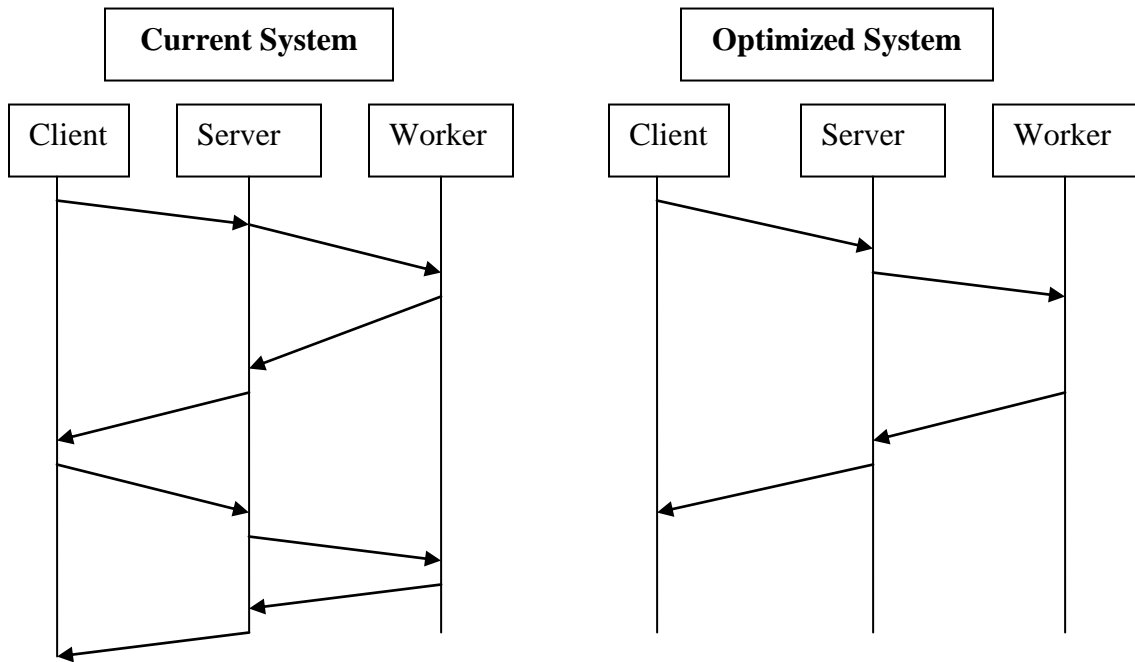 Current System
Optimized System
Client
Server
Worker
Client
Server
Worker